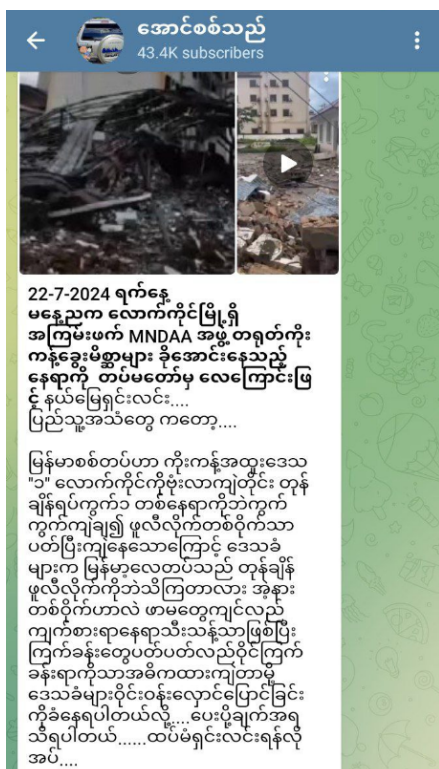 အောင်စစ်သည်
43.4K subscribers
22-7-2024 ရက်နေ့
မနေ့ညက လောက်ကိုင်မြို့ရှိ
အကြမ်းဖက် MNDAA အဖွဲ့ တရုတ်ကိုး
ကန့်ခွေးမိစ္ဆာများ ခိုအောင်းနေသည့်
နေရာကို တပ်မတော်မှ လေကြောင်းဖြ
င့် နယ်မြေရှင်းလင်း....
ပြည်သူ့အသံတွေ ကတော့....
မြန်မာစစ်တပ်ဟာ ကိုးကန့်အထူးဒေသ
"၁" လောက်ကိုင်ကိုဗုံးလာကျဲတိုင်း တုန်
ချိန်ရပ်ကွက်၁ တစ်နေရာကိုဘဲကွက်
ကွက်ကျဲချ၍ ဖူလီလိုက်တစ်ဝိုက်သာ
ပတ်ပြီးကျဲနေသောကြောင့် ဒေသခံ
များက မြန်မာ့လေတပ်သည် တုန်ချိန်
ဖူလီလိုက်ကိုဘဲသိကြတာလား အဲ့နား
တစ်ဝိုက်ဟာလဲ ဖာမတွေကျင်လည်
ကျက်စားရာနေရာသီးသန့်သာဖြစ်ပြီး
ကြက်ခန်းတွေပတ်ပတ်လည်ဝိုင်ကြက်
ခန်းရာကိုသာအဓိကထားကျဲတာမို့
ဒေသခံများဝိုင်းဝန်းလှောင်ပြောင်ခြင်း
ကိုခံနေရပါတယ်လို့....ပေးပို့ချက်အရ
သိရပါတယ်......ထပ်မံရှင်းလင်းရန်လို
အပ်....